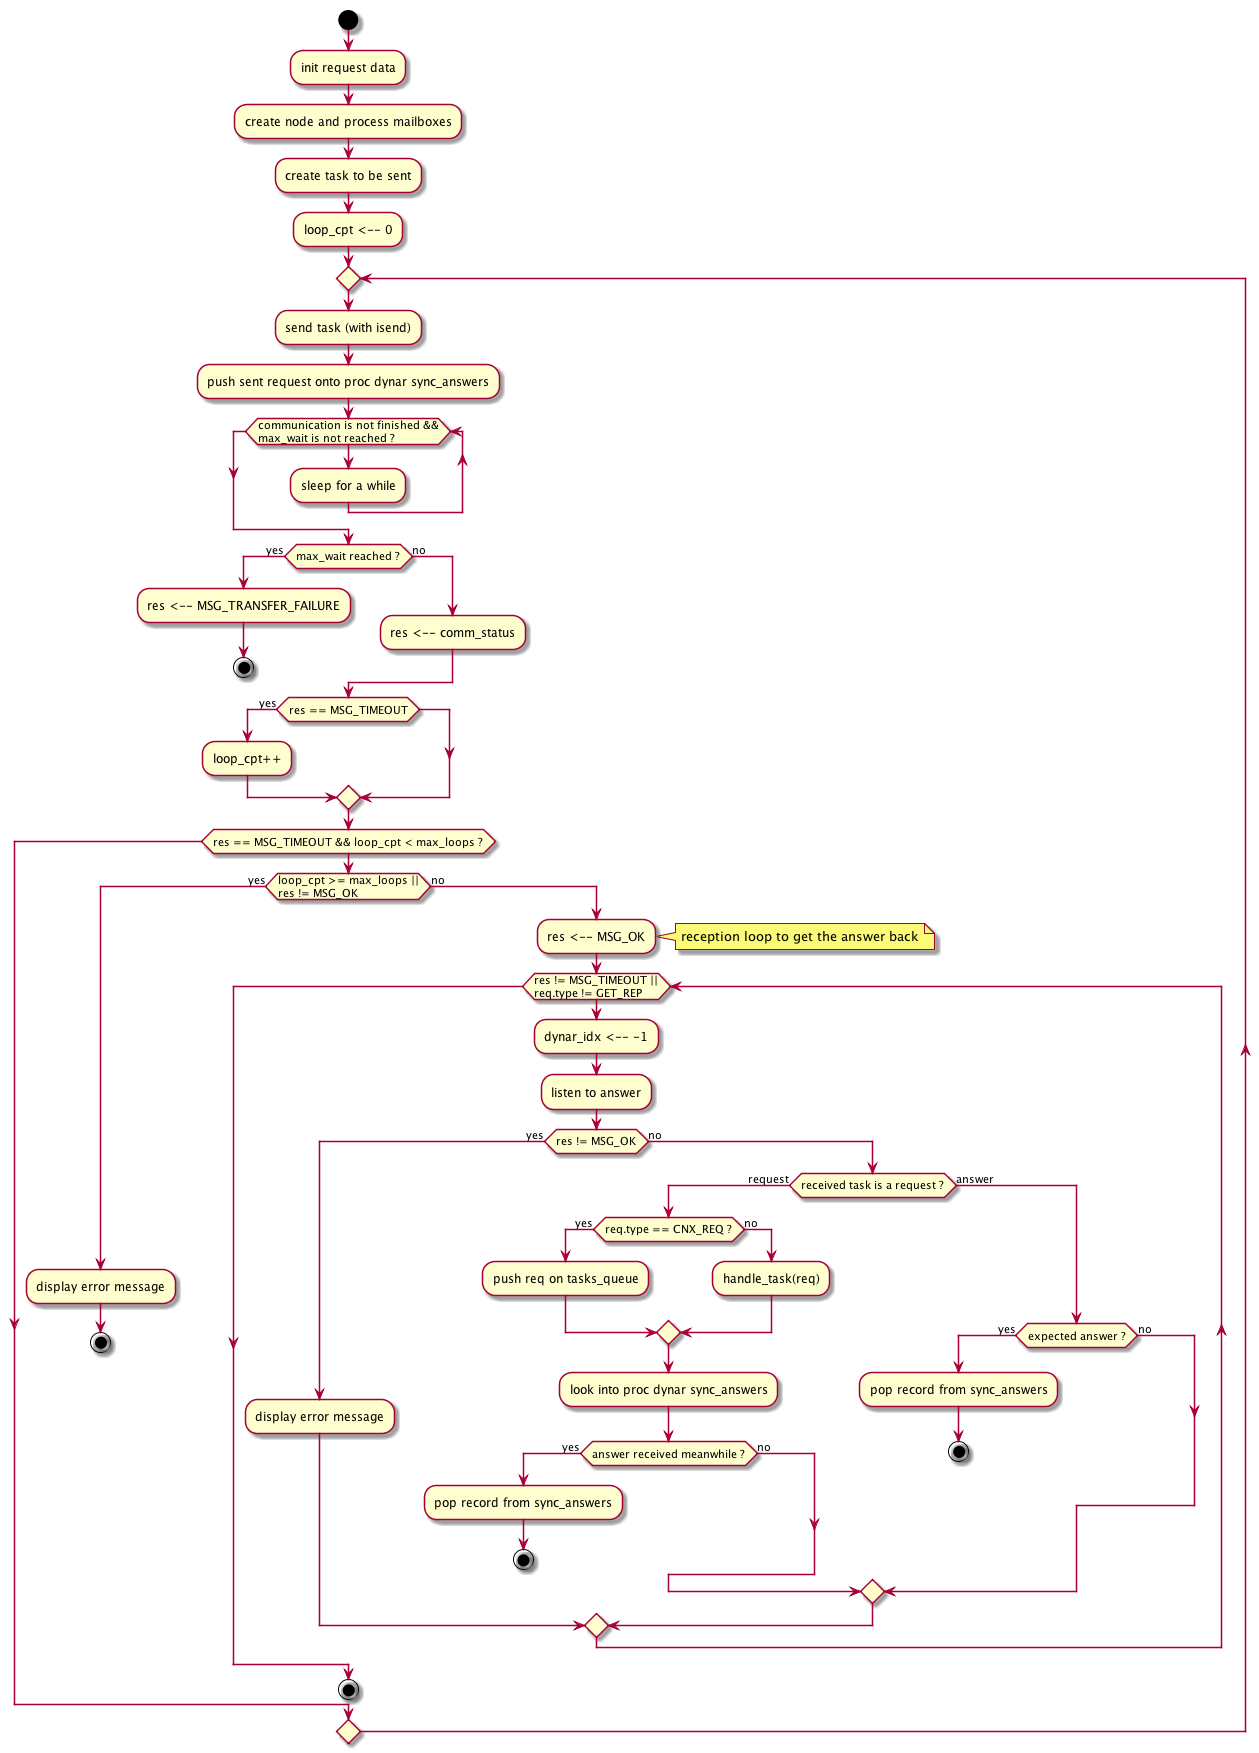 init request data
create node and process mailboxes
create task to be sent
loop_cpt <-- 0
send task (with isend)
push sent request onto proc dynar sync_answers
communication is not finished &&
max_wait is not reached ?
sleep for a while
yes
max_wait reached ?
no
res <-- MSG_TRANSFER_FAILURE
res <-- comm_status
yes
res == MSG_TIMEOUT
loop_cpt++
res == MSG_TIMEOUT && loop_cpt < max_loops ?
yes
loop_cpt >= max_loops ||
res != MSG_OK
no
res <-- MSG_OK
reception loop to get the answer back
res != MSG_TIMEOUT ||
req.type != GET_REP
dynar_idx <-- -1
listen to answer
yes
res != MSG_OK
no
request
received task is a request ?
answer
yes
req.type == CNX_REQ ?
no
push req on tasks_queue
handle_task(req)
display error message
yes
expected answer ?
no
look into proc dynar sync_answers
pop record from sync_answers
display error message
yes
answer received meanwhile ?
no
pop record from sync_answers